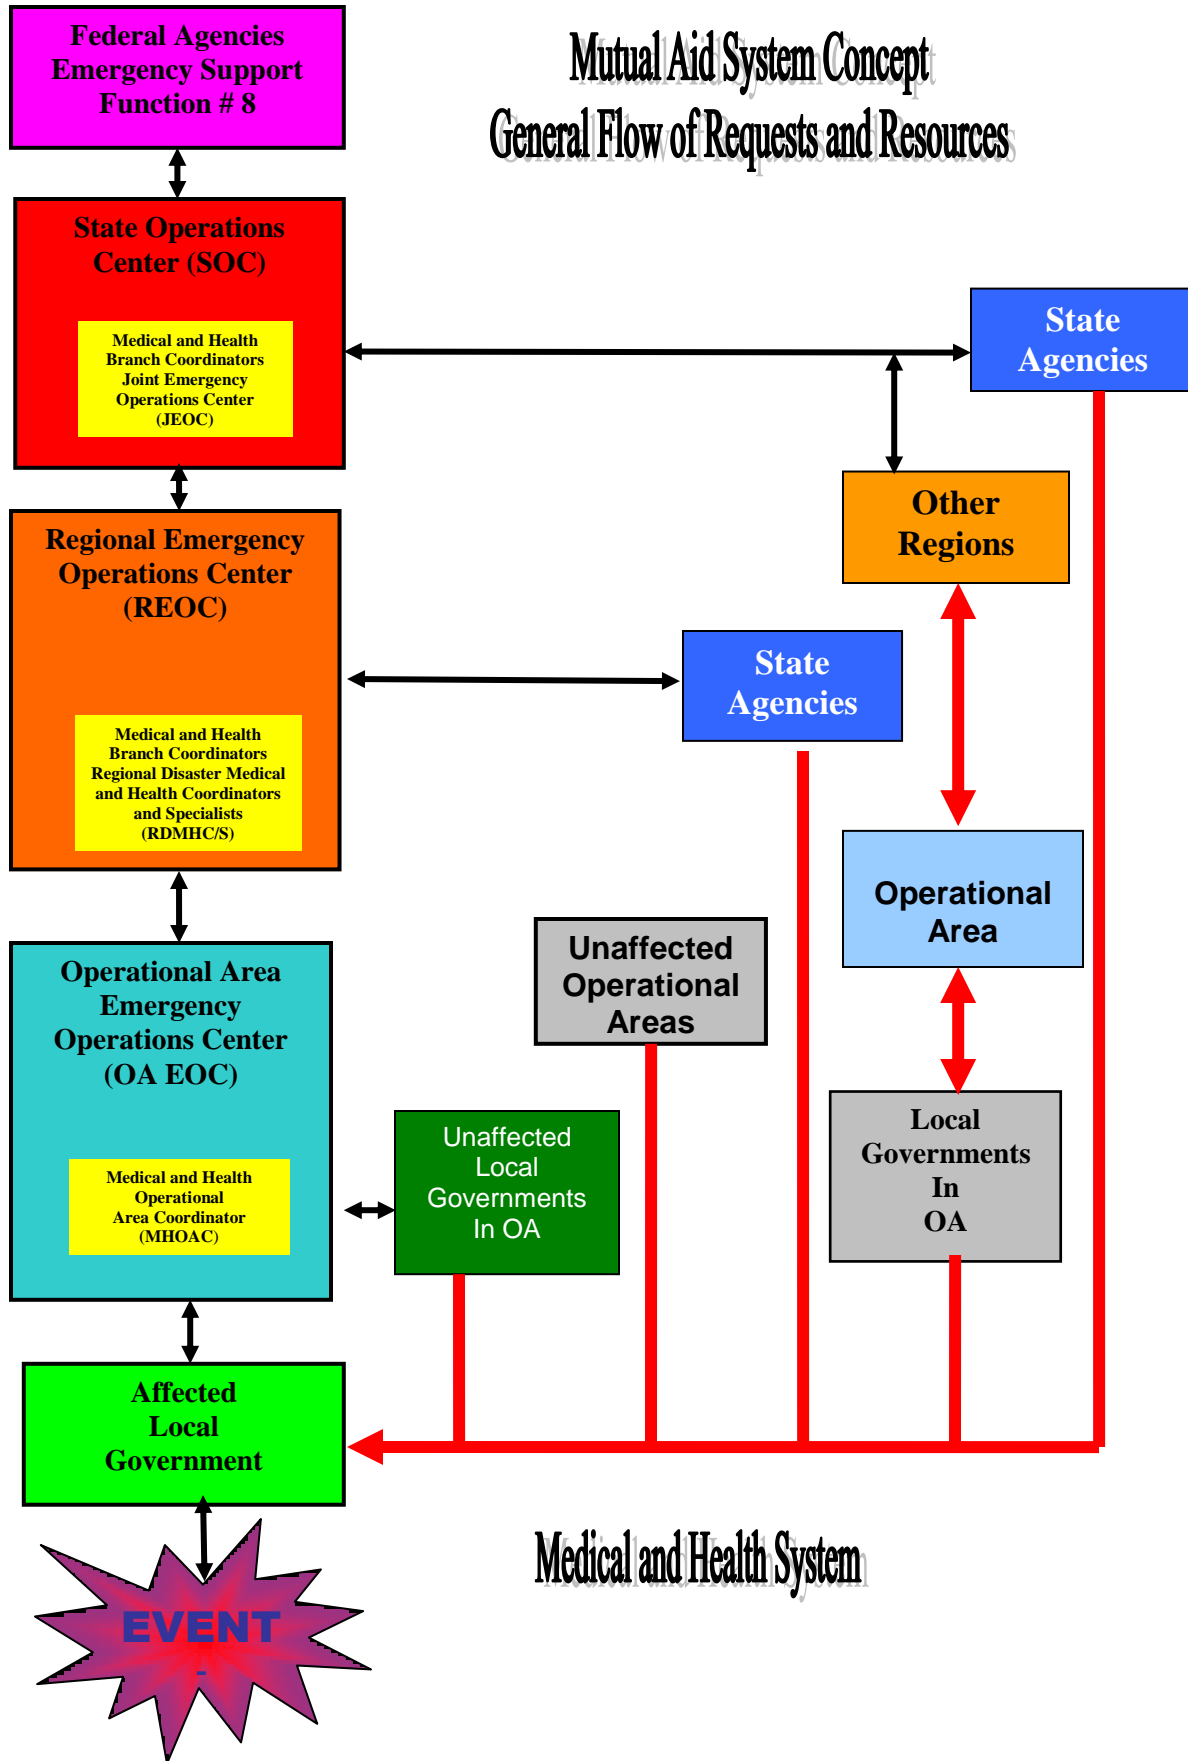 Federal Agencies
Emergency Support
Function # 8
Mutual Aid System Concept
General Flow of Requests and Resources
State Operations
Center (SOC)
Medical and Health
Branch Coordinators
Joint Emergency
Operations Center
(JEOC)
State
Agencies
Regional Emergency
Operations Center
(REOC)
Medical and Health
Branch Coordinators
Regional Disaster Medical
and Health Coordinators
and Specialists
(RDMHC/S)
Other
Regions
State
Agencies
Operational
Area
Unaffected
Operational
Areas
Operational Area
Emergency
Operations Center
(OA EOC)
Medical and Health
Operational
Area Coordinator
(MHOAC)
Unaffected
Local
Governments
In OA
Local
Governments
In
OA
Affected
Local
Government
Medical and Health System
EVENT
-